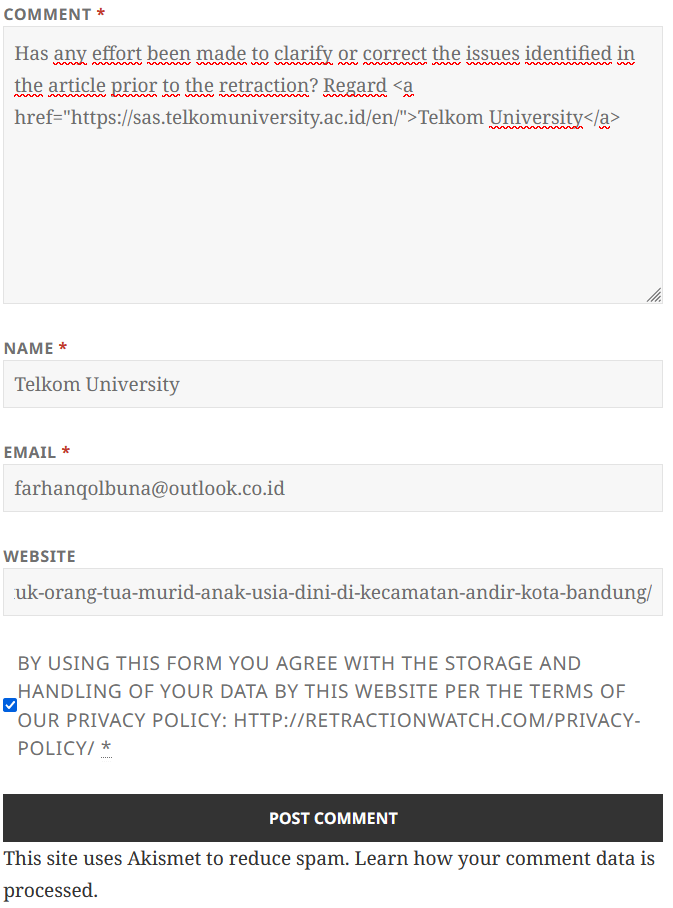 COMMENT *
Has any effort been made to clarify or correct the issues identified in
the article prior to the retraction? Regard <a
href="https://sas.telkomuniversity.ac.id/en/">Telkom University</a>
NAME *
Telkom University
EMAIL *
farhanqolbuna@outlook.co.id
WEBSITE
uk-orang-tua-murid-anak-usia-dini-di-kecamatan-andir-kota-bandung/
BY USING THIS FORM YOU AGREE WITH THE STORAGE AND
HANDLING OF YOUR DATA BY THIS WEBSITE PER THE TERMS OF
OUR PRIVACY POLICY: HTTP://RETRACTIONWATCH.COM/PRIVACY-
POLICY/ *
POST COMMENT
This site uses Akismet to reduce spam. Learn how your comment data is
processed.